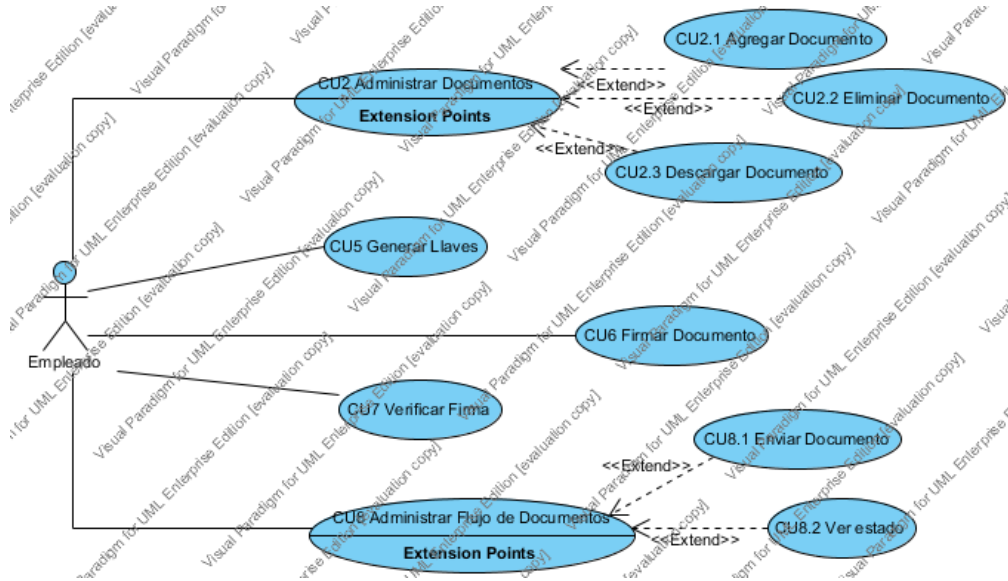 CU2.1 Agregar Documento
<<Extend>>
CU2 Administrar Documentos
Extension Points
<<Extend>>
CU2.2 Eliminar Documento
<<Extend>>
CU2.3 Descargar Documento
CU5 Generar Llaves
CU6 Firmar Documento
Empleado
CU7 Verificar Firma
CU8.1 Enviar Documento
<<Extend>>
CU8 Administrar Flujo de Documentos
Extension Points
<<Extend>>
CU8.2 Ver estado
Visual Paradigm for UML Enterprise Edition [evaluation copy]